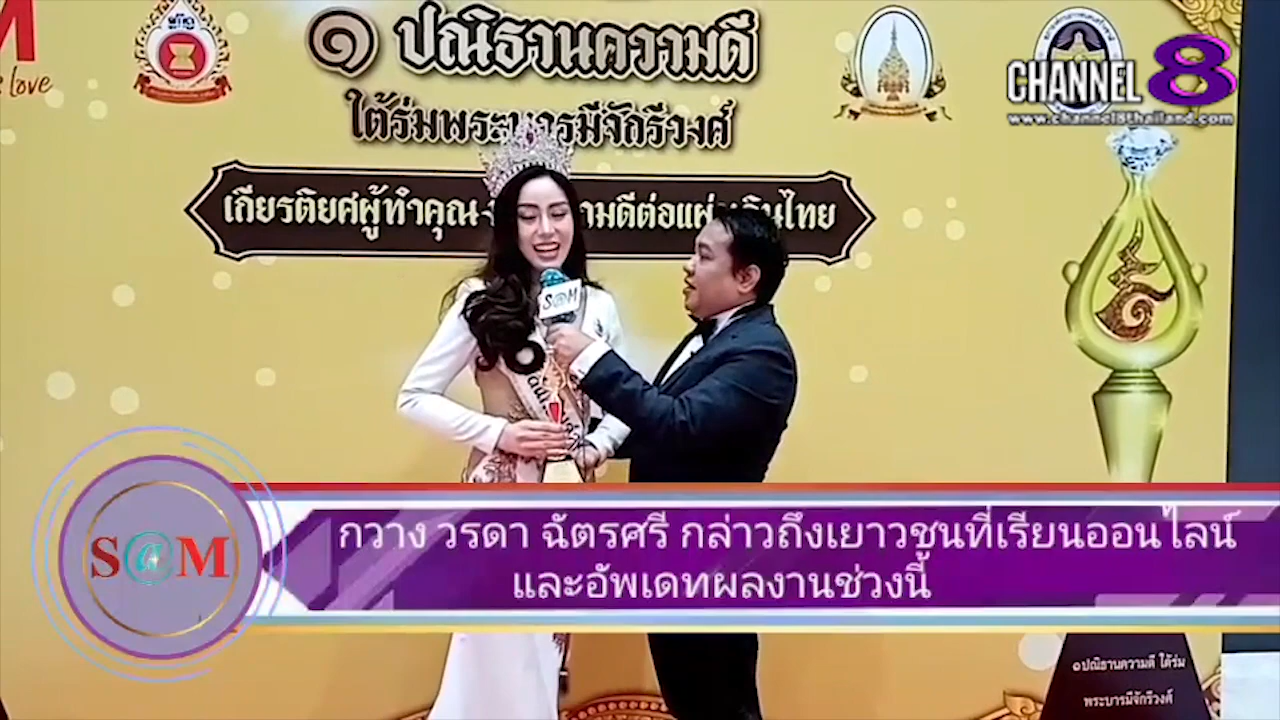 ๑ ปณิธานความดี
ใต้ร่มพระบารมีจักรีวงศ์
เถียรติยศผู้ทำคุณ
ามดีต่อแผ่นดินไทย
love
CHANNEL 8
www.channel8thailand.com
S@M
S@M
กวาง วรดา ฉัตรศรี กล่าวถึงเยาวชนที่เรียนออนไลน์
และอัพเดทผลงานช่วงนี้
๑ปณิธานความดี ใต้ร่ม
พระบารมีจักรีวงศ์